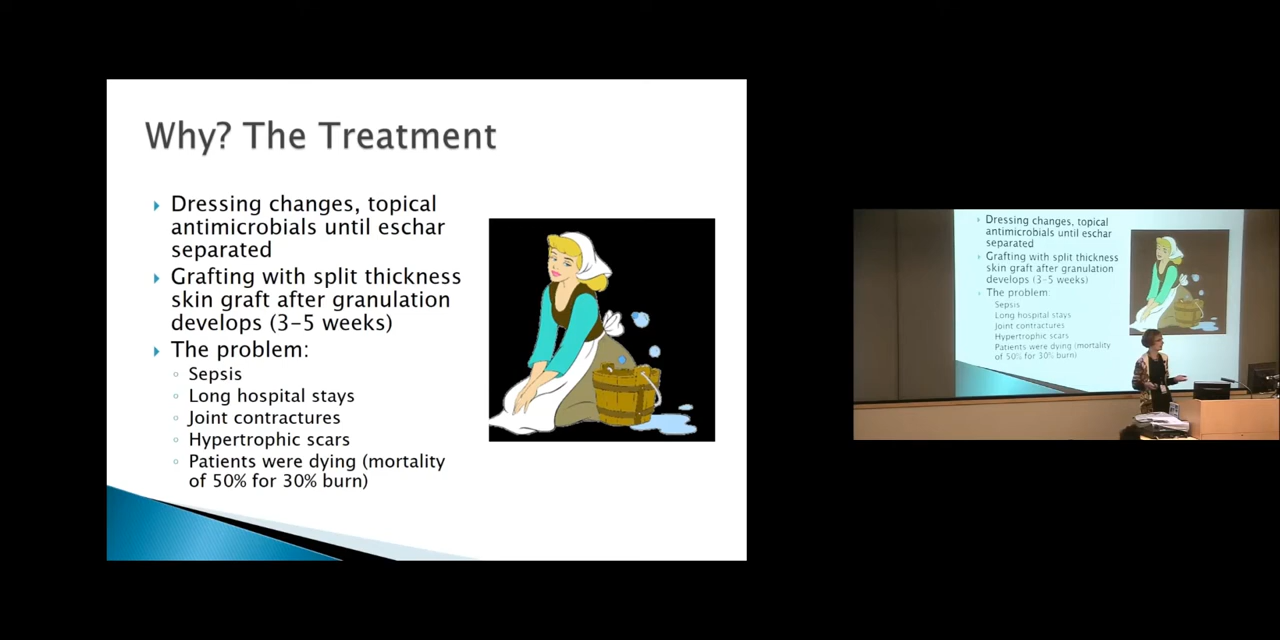 Why? The Treatment
Dressing changes, topical
antimicrobials until eschar
separated
Grafting with split thickness
skin graft after granulation
develops (3-5 weeks)
The problem:
Sepsis
Long hospital stays
Joint contractures
Hypertrophic scars
Patients were dying (mortality
of 50% for 30% burn)
Dressing changes, topical
antimicrobials until eschar
separated
Grafting with split thickness
skin graft after granulation
develops (3-5 weeks)
The problem:
Sepsis
Long hospital stays
Joint contractures
Hypertrophic scars
Patients were dying (mortality
of 50% for 30% burn)